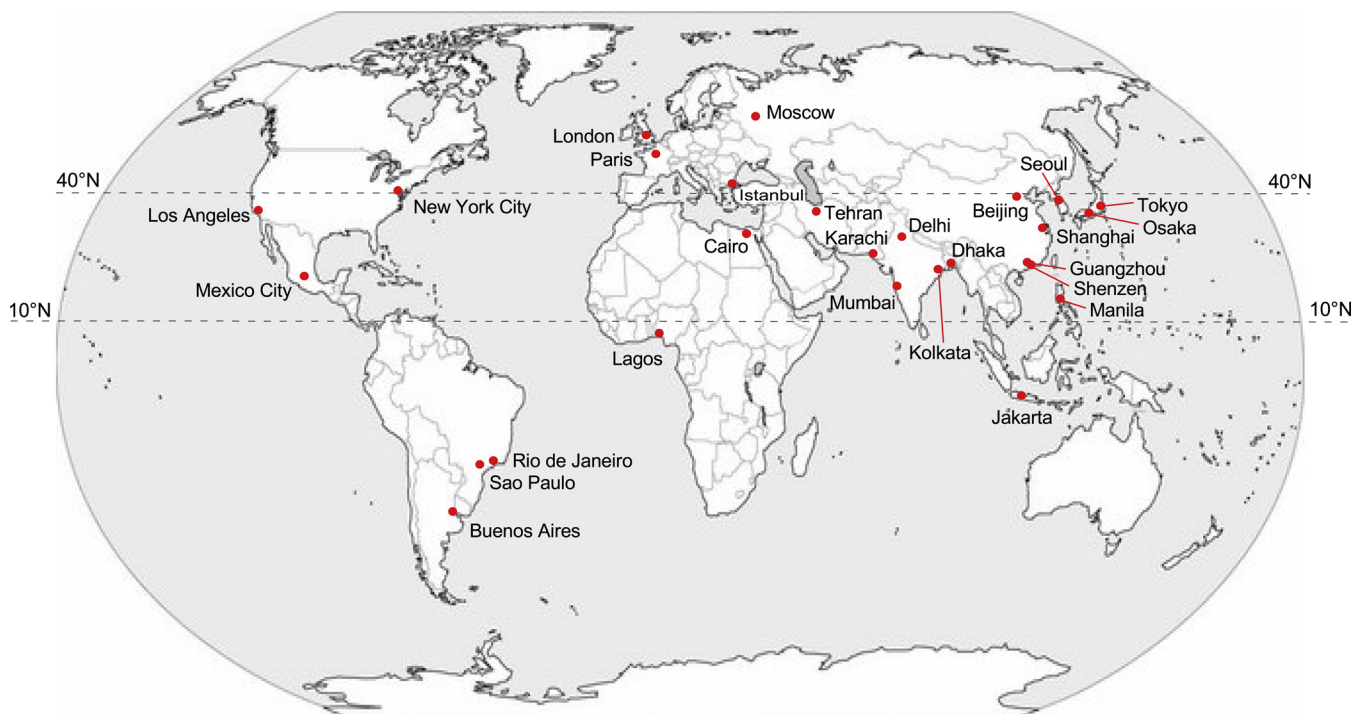 Moscow
London
Paris
Seoul
40°N
40°N
Istanbul
New York City
Los Angeles
Tehran
Beijing
Tokyo
Osaka
Delhi
Cairo
Karachi
Shanghai
Dhaka
Guangzhou
Shenzen
Mexico City
Mumbai
Manila
10°N
10°N
Lagos
Kolkata
Jakarta
Rio de Janeiro
Sao Paulo
Buenos Aires